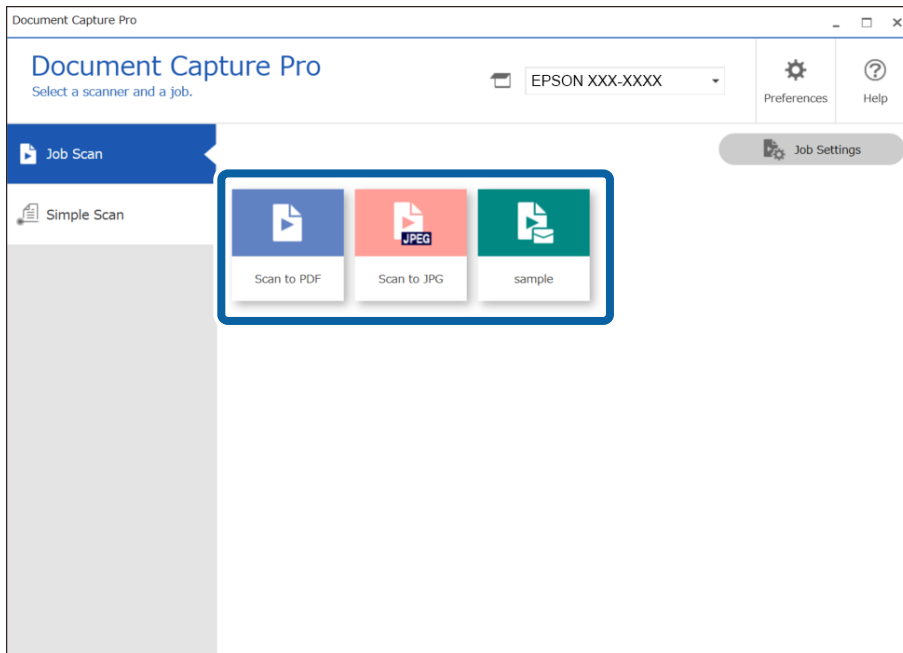 Document Capture Pro
Document Capture Pro
Select a scanner and a job.
EPSON XXX-XXXX
Preferences
Help
Job Scan
Job Settings
Simple Scan
JPEG
Scan to PDF
Scan to JPG
sample